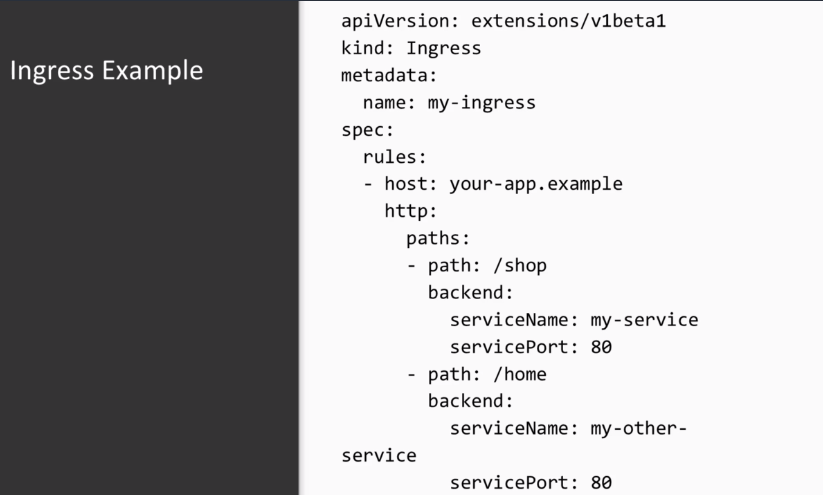 Ingress Example
apiVersion: extensions/v1beta1
kind: Ingress
metadata:
  name: my-ingress
spec:
  rules:
  - host: your-app.example
    http:
      paths:
      - path: /shop
        backend:
          serviceName: my-service
          servicePort: 80
      - path: /home
        backend:
          serviceName: my-other-
service
          servicePort: 80